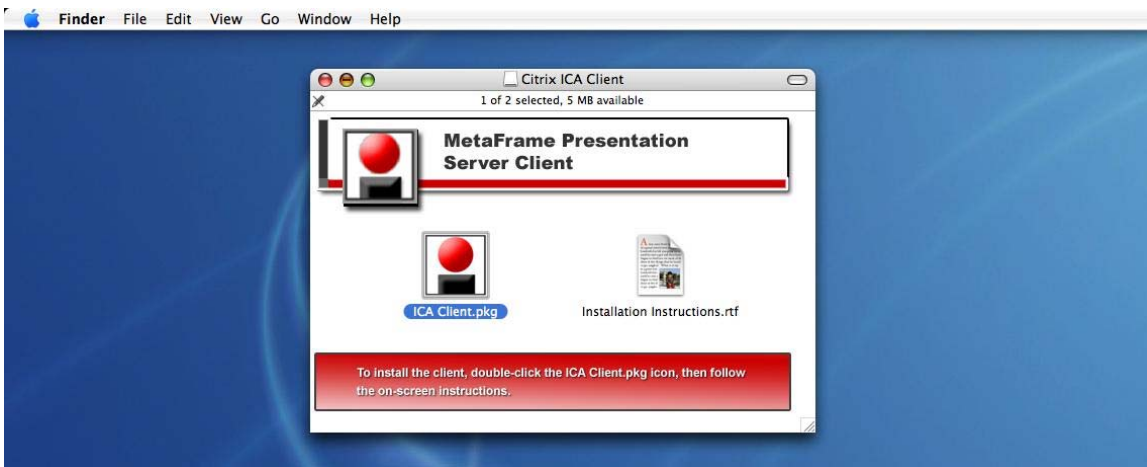 Finder File Edit View Go Window Help
Citrix ICA Client
1 of 2 selected, 5 MB available
MetaFrame Presentation
Server Client
ICA Client.pkg
Installation Instructions.rtf
To install the client, double-click the ICA Client.pkg icon, then follow
the on-screen instructions.